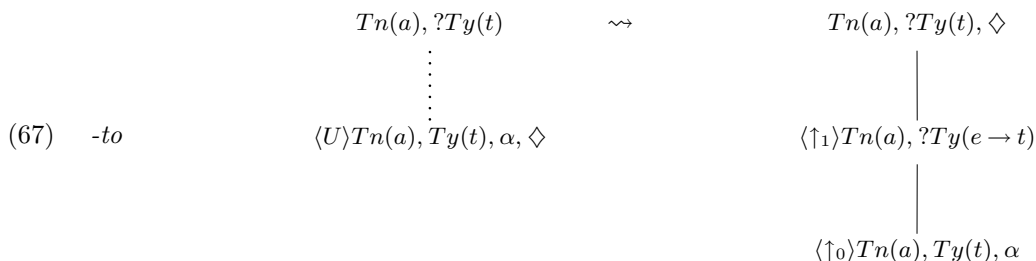 Tn(a), ?Ty(t) ⇝ Tn(a), ?Ty(t), ♢
(67) -to ⟨U⟩Tn(a), Ty(t), α, ♢ ⟨↑₁⟩Tn(a), ?Ty(e → t)
⟨↑₀⟩Tn(a), Ty(t), α